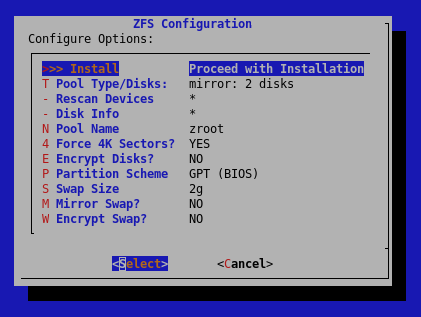 ZFS Configuration
Configure Options:
>>> Install Proceed with Installation
T Pool Type/Disks: mirror: 2 disks
- Rescan Devices *
- Disk Info *
N Pool Name zroot
4 Force 4K Sectors? YES
E Encrypt Disks? NO
P Partition Scheme GPT (BIOS)
S Swap Size 2g
M Mirror Swap? NO
W Encrypt Swap? NO
<Select> <Cancel>